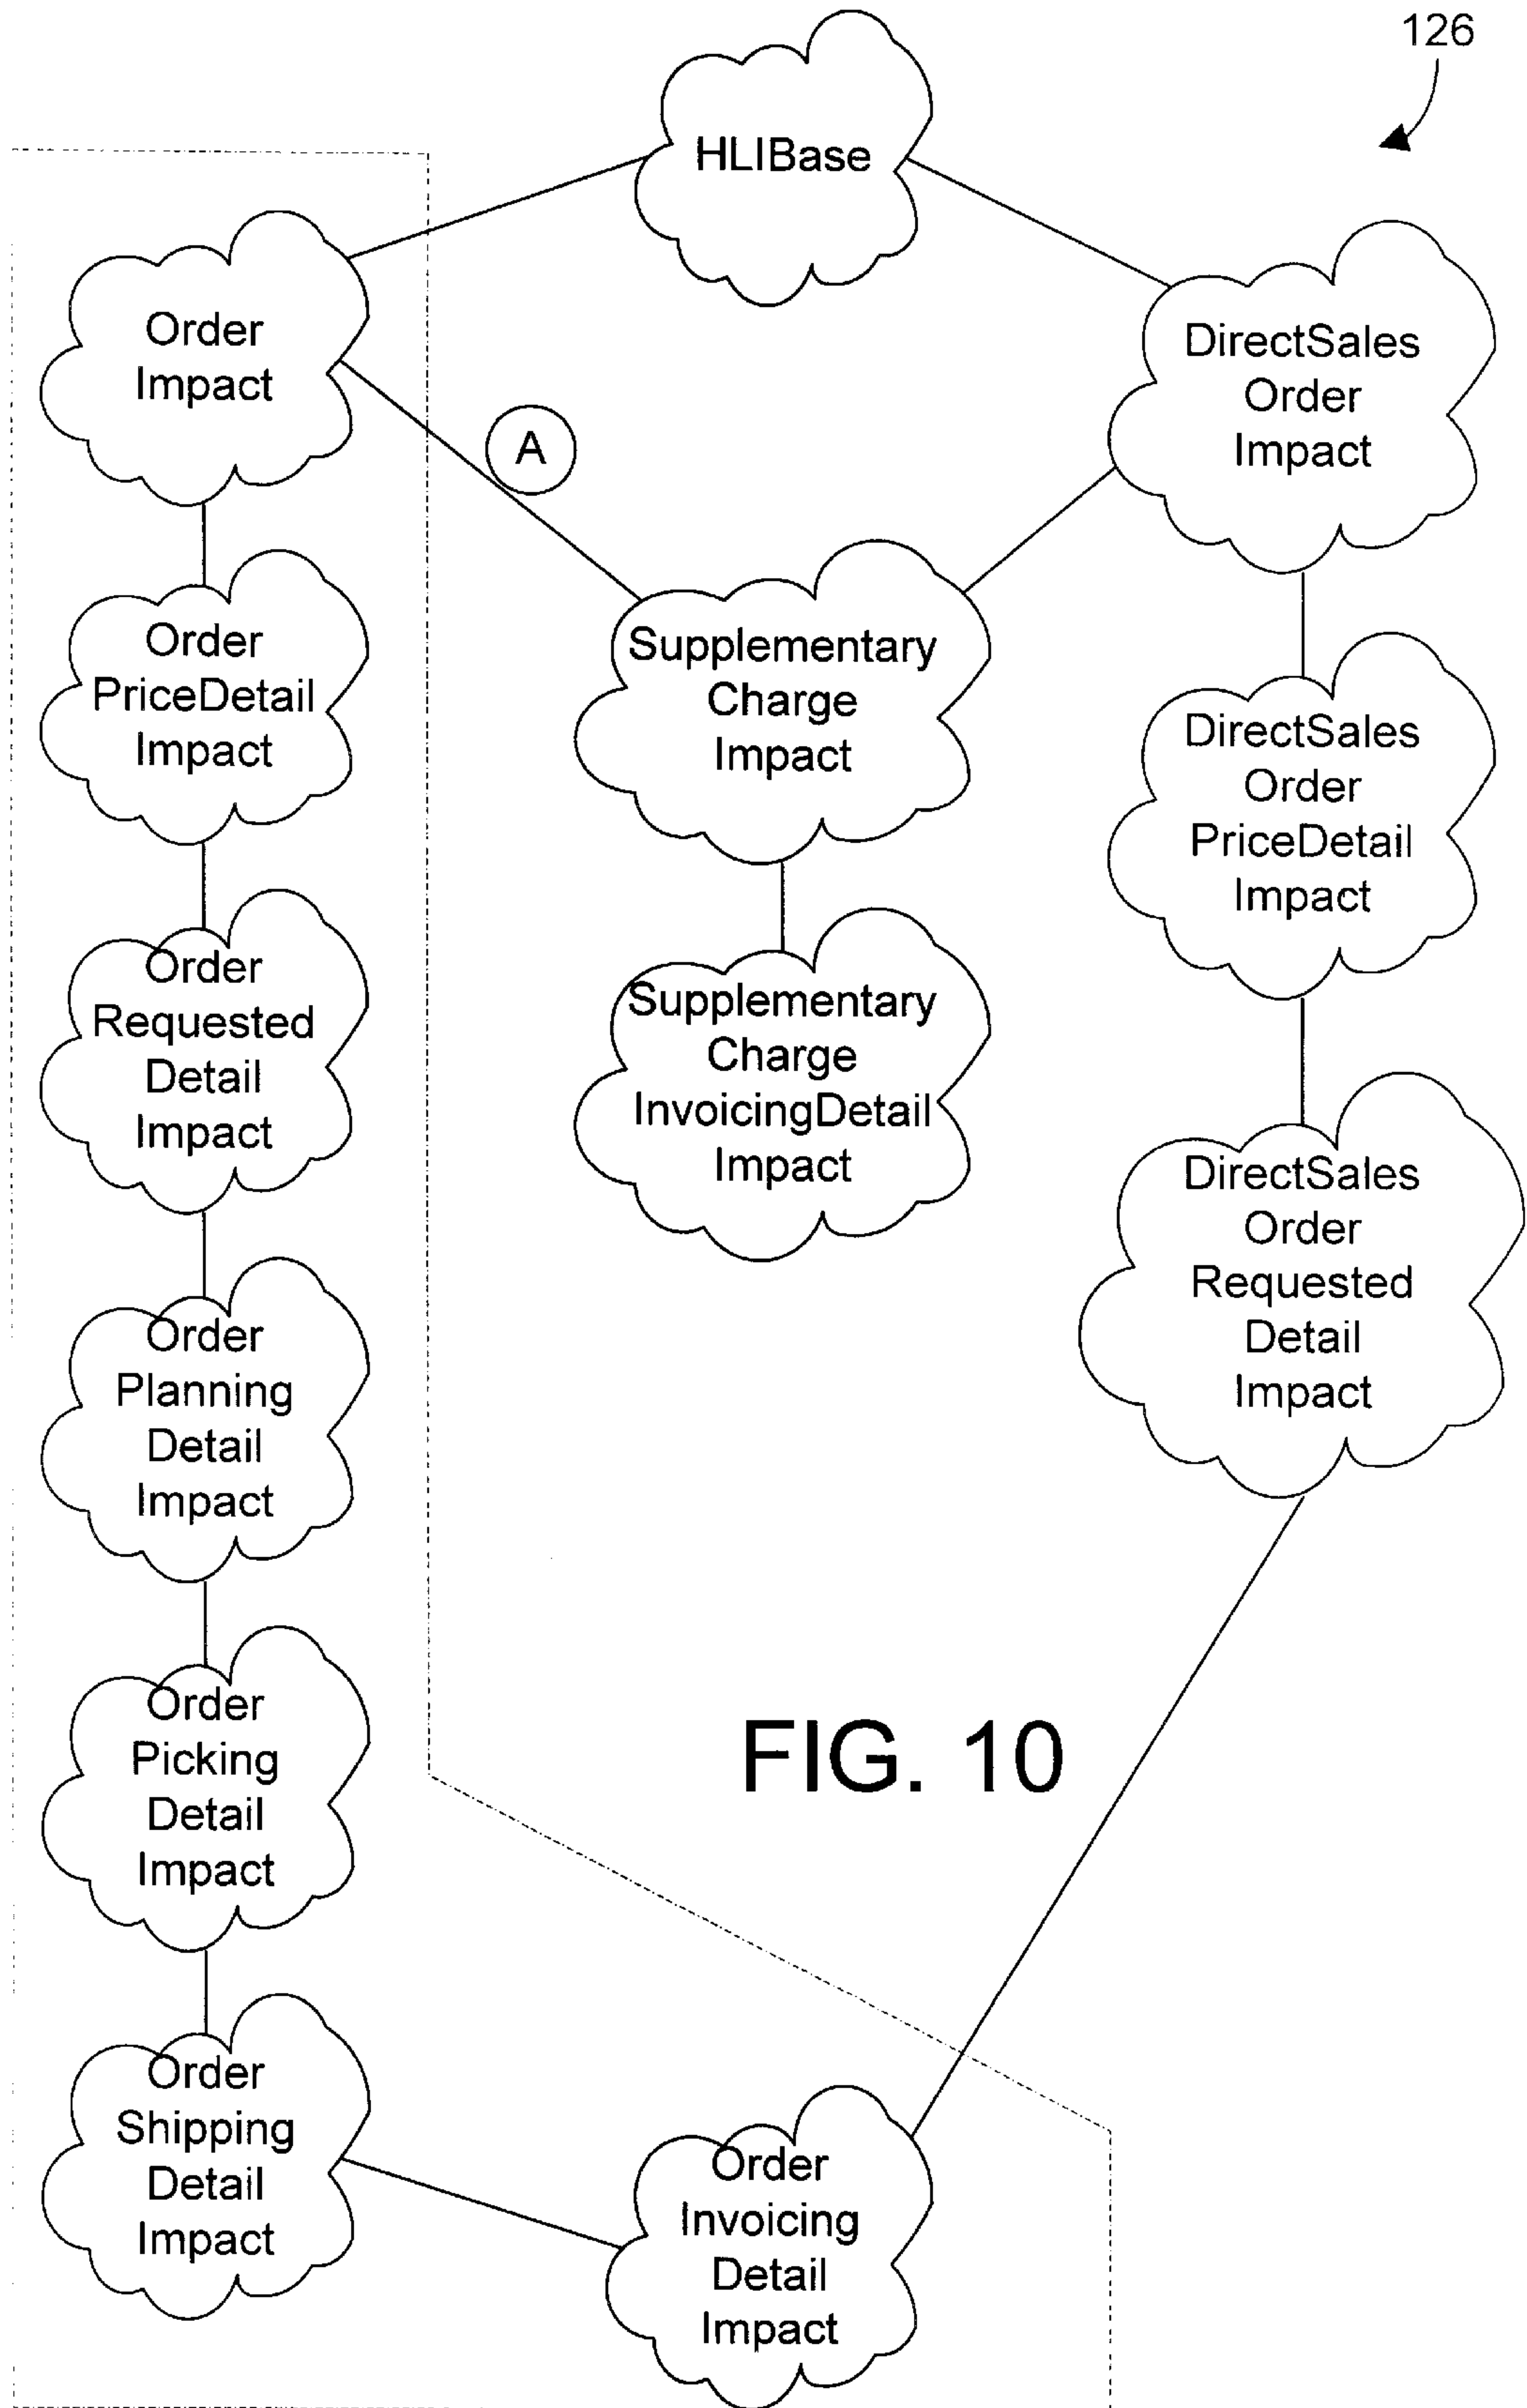 126
HLIBase
Order
Impact
DirectSales
Order
Impact
A
Order
PriceDetail
Impact
Supplementary
Charge
Impact
DirectSales
Order
PriceDetail
Impact
Order
Requested
Detail
Impact
Supplementary
Charge
InvoicingDetail
Impact
DirectSales
Order
Requested
Detail
Impact
Order
Planning
Detail
Impact
Order
Picking
Detail
Impact
FIG. 10
Order
Shipping
Detail
Impact
Order
Invoicing
Detail
Impact